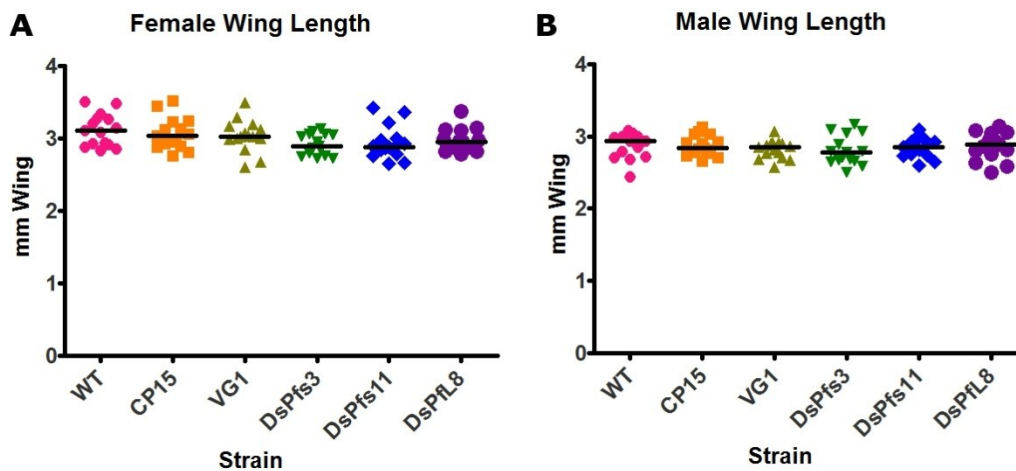 A
Female Wing Length
mm Wing
4
3
2
1
0
WT
CP15
VG1
DsPfs3
DsPfs11
DsPfL8
Strain
B
Male Wing Length
mm Wing
4
3
2
1
0
WT
CP15
VG1
DsPfs3
DsPfs11
DsPfL8
Strain